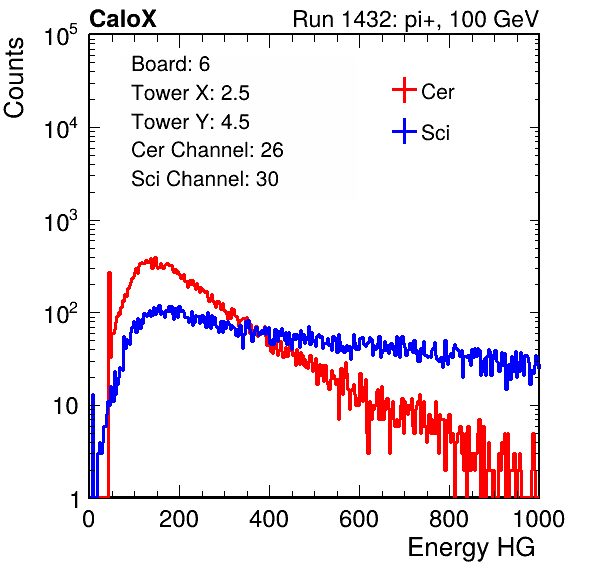 CaloX Run 1432: pi+, 100 GeV
Counts
Board: 6
Tower X: 2.5
Tower Y: 4.5
Cer Channel: 26
Sci Channel: 30
Cer
Sci
10^5
10^4
10^3
10^2
10
1
0 200 400 600 800 1000
Energy HG